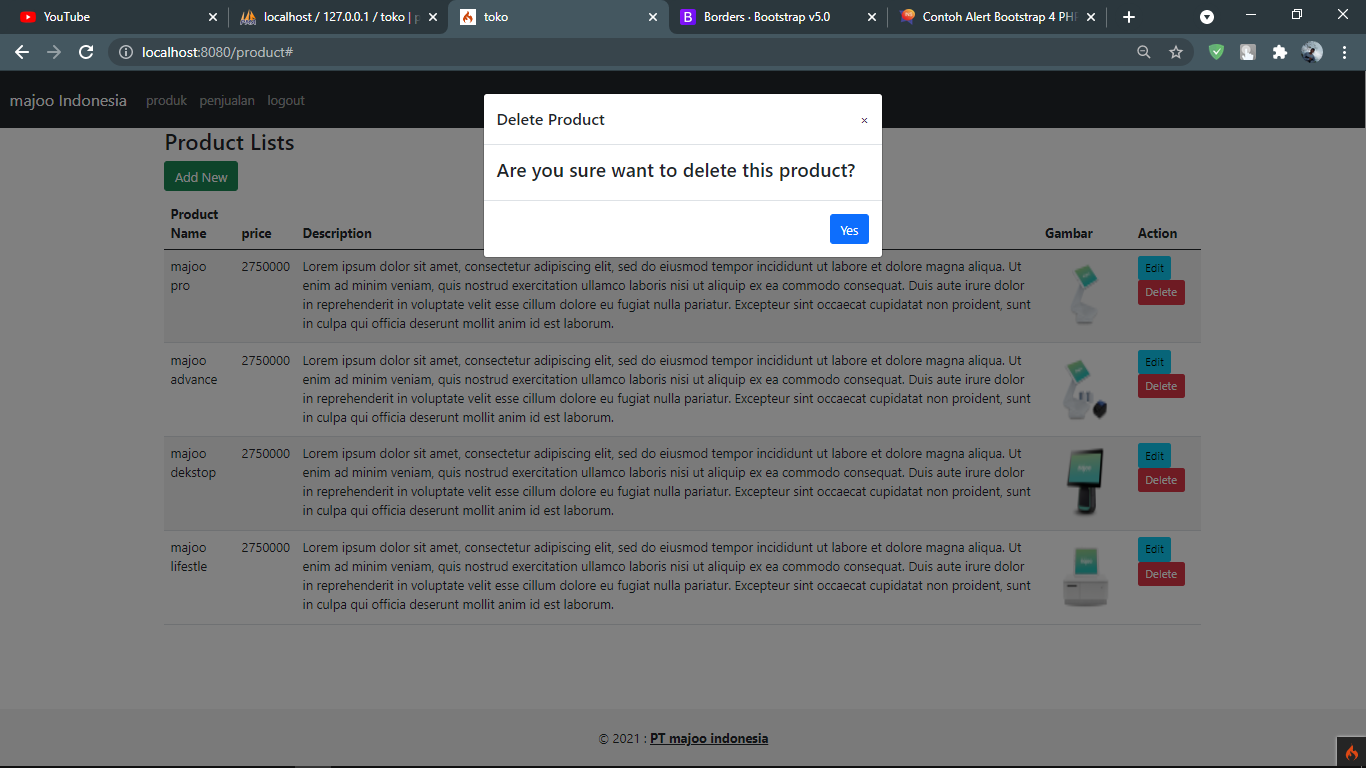 YouTube
localhost / 127.0.0.1 / toko | p
toko
Borders · Bootstrap v5.0
Contoh Alert Bootstrap 4 PHP
localhost:8080/product#
majoo Indonesia
produk
penjualan
logout
Delete Product
Are you sure want to delete this product?
Yes
Product Lists
Add New
Product Name
price
Description
Gambar
Action
majoo
pro
2750000
Lorem ipsum dolor sit amet, consectetur adipiscing elit, sed do eiusmod tempor incididunt ut labore et dolore magna aliqua. Ut
enim ad minim veniam, quis nostrud exercitation ullamco laboris nisi ut aliquip ex ea commodo consequat. Duis aute irure dolor
in reprehenderit in voluptate velit esse cillum dolore eu fugiat nulla pariatur. Excepteur sint occaecat cupidatat non proident, sunt
in culpa qui officia deserunt mollit anim id est laborum.
Edit
Delete
majoo
advance
2750000
Lorem ipsum dolor sit amet, consectetur adipiscing elit, sed do eiusmod tempor incididunt ut labore et dolore magna aliqua. Ut
enim ad minim veniam, quis nostrud exercitation ullamco laboris nisi ut aliquip ex ea commodo consequat. Duis aute irure dolor
in reprehenderit in voluptate velit esse cillum dolore eu fugiat nulla pariatur. Excepteur sint occaecat cupidatat non proident, sunt
in culpa qui officia deserunt mollit anim id est laborum.
Edit
Delete
majoo
dekstop
2750000
Lorem ipsum dolor sit amet, consectetur adipiscing elit, sed do eiusmod tempor incididunt ut labore et dolore magna aliqua. Ut
enim ad minim veniam, quis nostrud exercitation ullamco laboris nisi ut aliquip ex ea commodo consequat. Duis aute irure dolor
in reprehenderit in voluptate velit esse cillum dolore eu fugiat nulla pariatur. Excepteur sint occaecat cupidatat non proident, sunt
in culpa qui officia deserunt mollit anim id est laborum.
Edit
Delete
majoo
lifestle
2750000
Lorem ipsum dolor sit amet, consectetur adipiscing elit, sed do eiusmod tempor incididunt ut labore et dolore magna aliqua. Ut
enim ad minim veniam, quis nostrud exercitation ullamco laboris nisi ut aliquip ex ea commodo consequat. Duis aute irure dolor
in reprehenderit in voluptate velit esse cillum dolore eu fugiat nulla pariatur. Excepteur sint occaecat cupidatat non proident, sunt
in culpa qui officia deserunt mollit anim id est laborum.
Edit
Delete
© 2021 : PT majoo indonesia